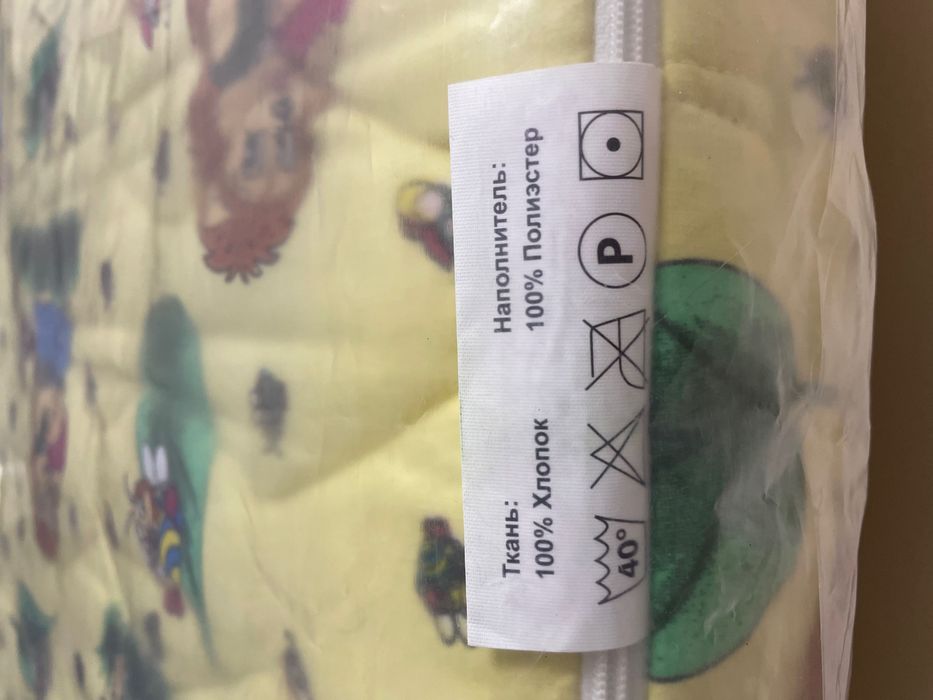 Ткань:
100% Хлопок
Наполнитель:
100% Полиэстер
40°
P